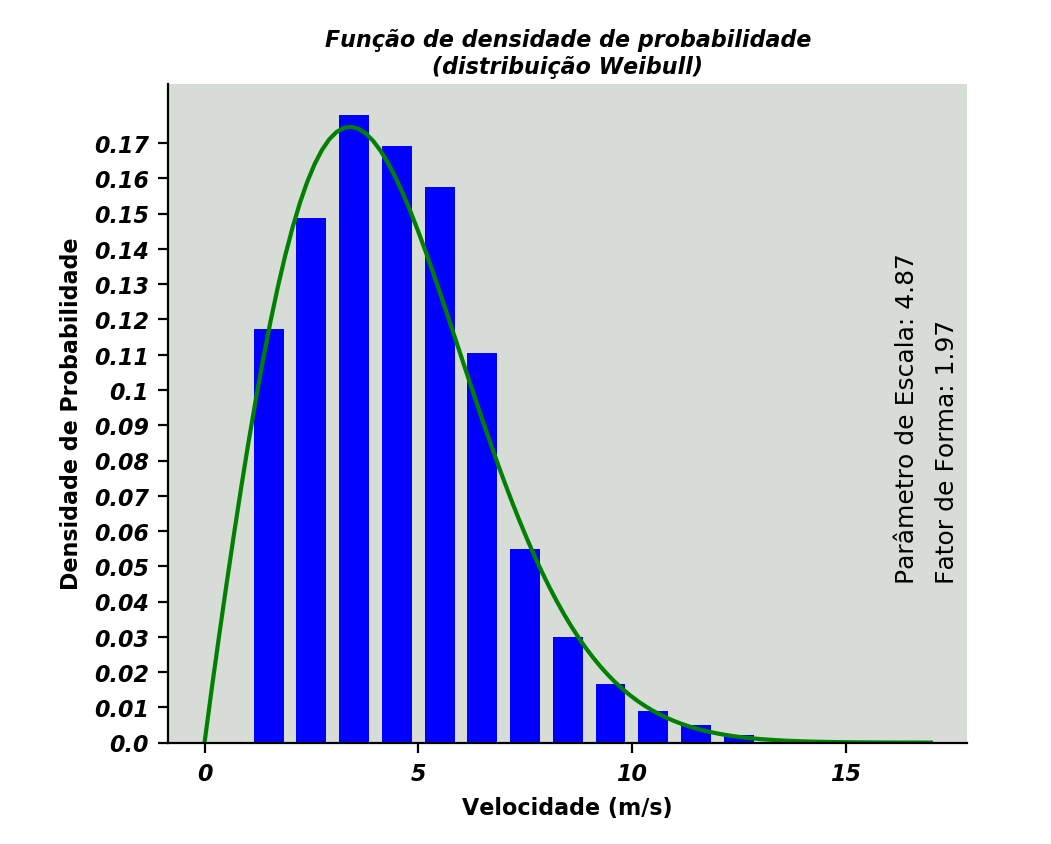 Função de densidade de probabilidade
(distribuição Weibull)
Densidade de Probabilidade
0.17
0.16
0.15
0.14
0.13
0.12
0.11
0.1
0.09
0.08
0.07
0.06
0.05
0.04
0.03
0.02
0.01
0.0
Parâmetro de Escala: 4.87
Fator de Forma: 1.97
0 5 10 15
Velocidade (m/s)